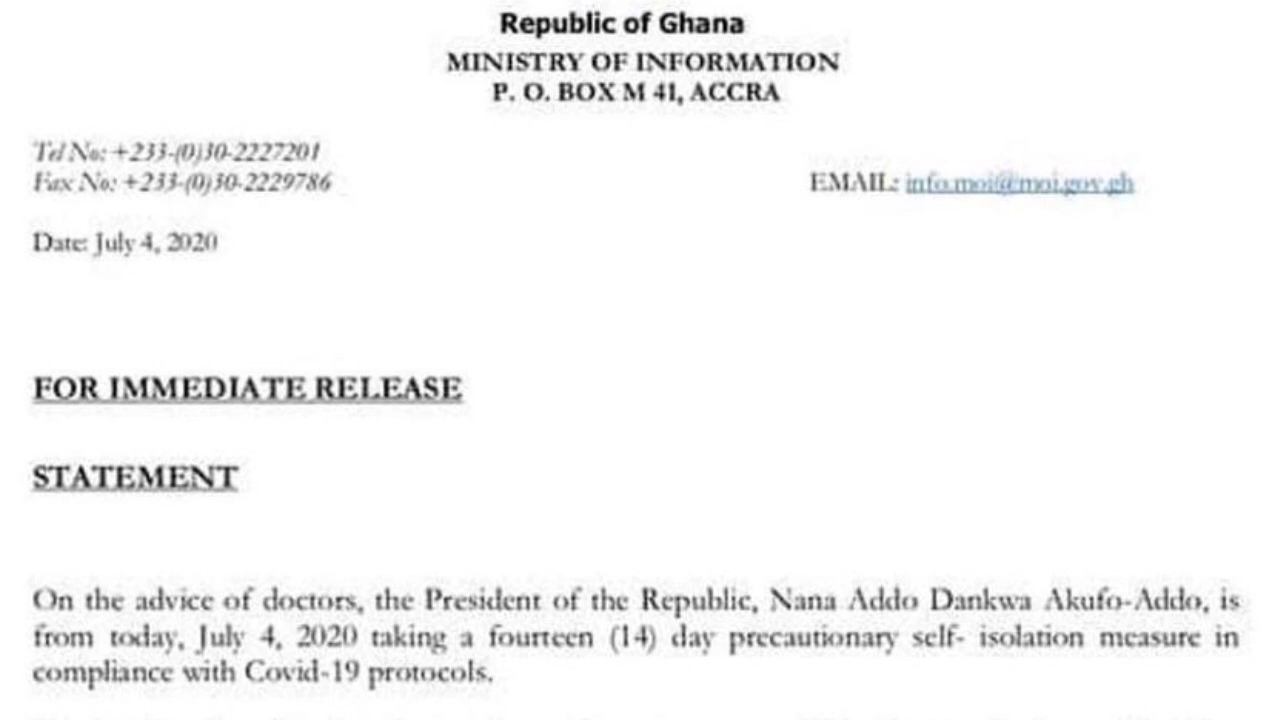 Republic of Ghana
MINISTRY OF INFORMATION
P. O. BOX M 41, ACCRA
Tel No: +233-(0)30-2227201
Fax No: +233-(0)30-2229786
EMAIL: info.moi@moi.gov.gh
Date: July 4, 2020
FOR IMMEDIATE RELEASE
STATEMENT
On the advice of doctors, the President of the Republic, Nana Addo Dankwa Akufo-Addo, is
from today, July 4, 2020 taking a fourteen (14) day precautionary self- isolation measure in
compliance with Covid-19 protocols.